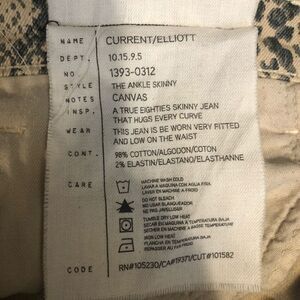 NAME CURRENT/ELLIOTT
DEPT. 10.15.9.5
NO 1393-0312
STYLE THE ANKLE SKINNY
NOTES CANVAS
INSP. A TRUE EIGHTIES SKINNY JEAN
THAT HUGS EVERY CURVE
WEAR THIS JEAN IS BE WORN VERY FITTED
AND LOW ON THE WAIST
CONT. 98% COTTON/ALGODON/COTON
2% ELASTIN/ELASTANO/ELASTHANNE
CARE MACHINE WASH COLD
LAVAR A MAQUINA CON AGUA FRIA
LAVER EN MACHINE A FROID
DO NOT BLEACH
NO USAR BLANQUEADOR
NE PAS JAVELLISER
TUMBLE DRY LOW HEAT
SECAR EN MAQUINA A TEMPERATURA BAJA
SECHER EN MACHINE A BASSE TEMPERATURE
IRON LOW HEAT
PLANCHA EN TEMPERATURA BAJA
REPASSER A BASSE TEMPERATURE
CODE RN#105230/CA#19371/CUT#101582